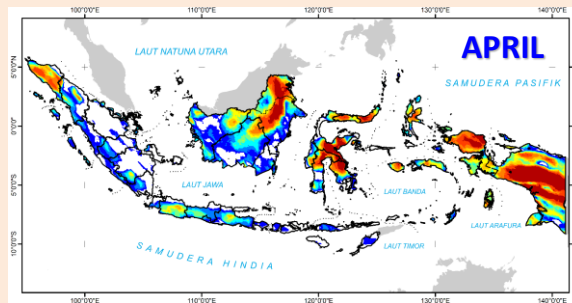 100°0'0"E 110°0'0"E 120°0'0"E 130°0'0"E 140°0'0"E
APRIL
LAUT NATUNA UTARA
SAMUDERA PASIFIK
5°0'0"N
0°0'0"
5°0'0"S
10°0'0"S
LAUT JAWA
LAUT BANDA
LAUT ARAFURA
LAUT TIMOR
SAMUDERA HINDIA
100°0'0"E 110°0'0"E 120°0'0"E 130°0'0"E 140°0'0"E